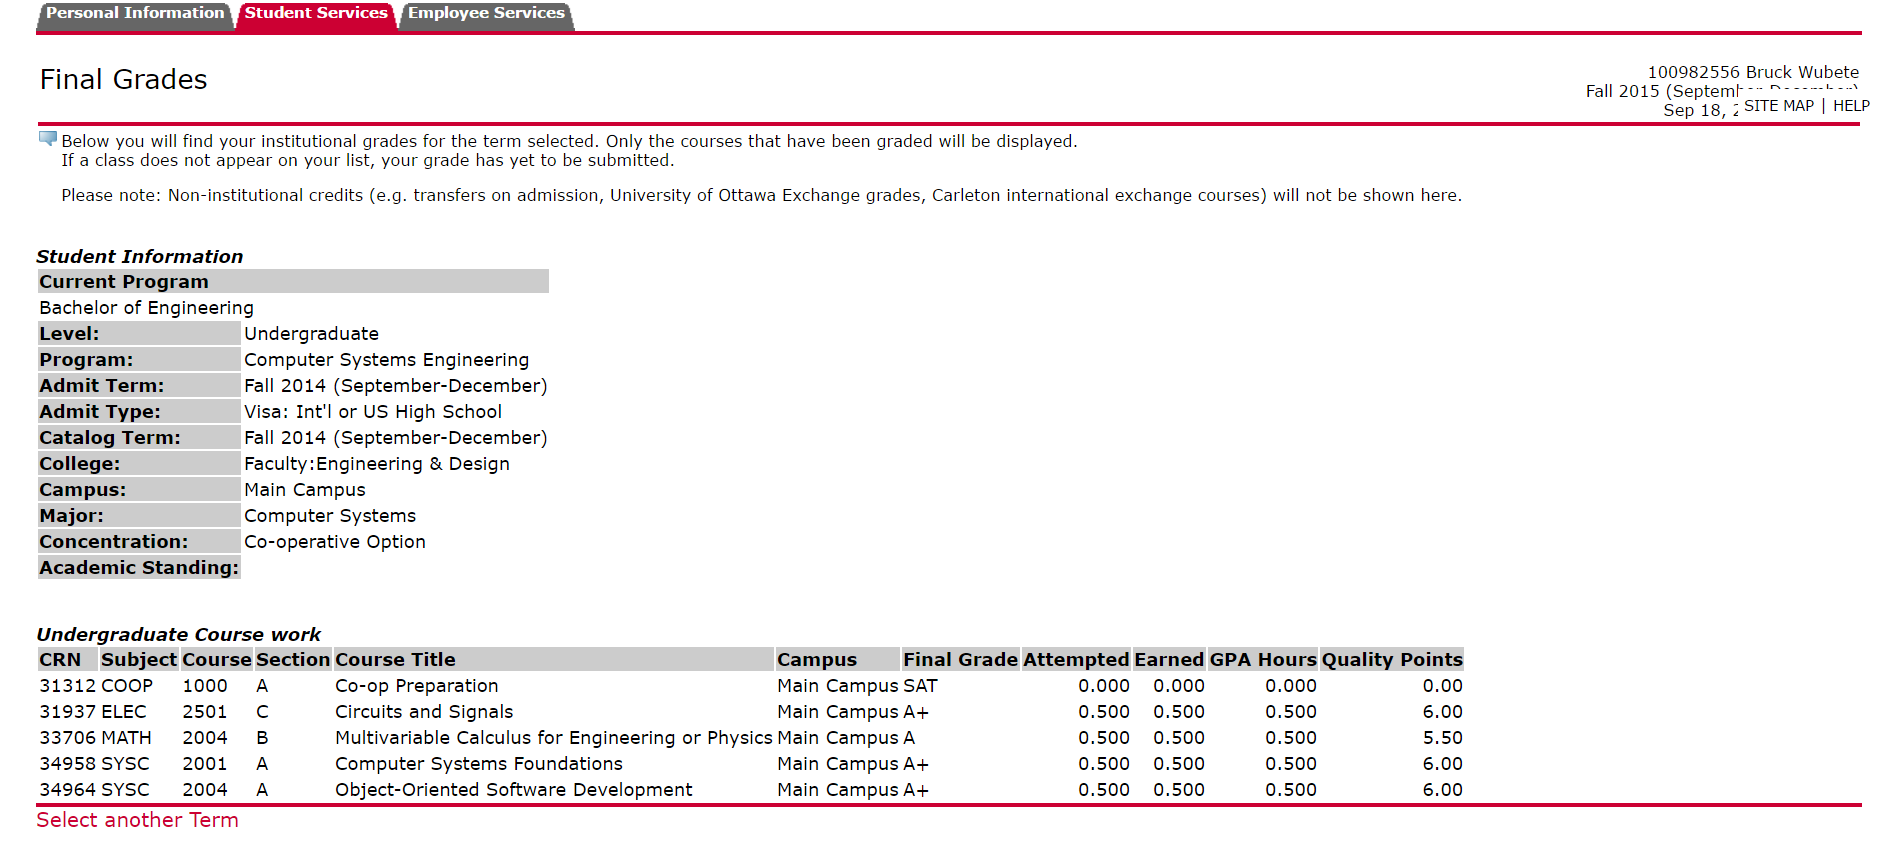 Personal Information Student Services Employee Services
Final Grades
100982556 Bruck Wubete
Fall 2015
Sep 18,
SITE MAP | HELP
Below you will find your institutional grades for the term selected. Only the courses that have been graded will be displayed.
If a class does not appear on your list, your grade has yet to be submitted.
Please note: Non-institutional credits (e.g. transfers on admission, University of Ottawa Exchange grades, Carleton international exchange courses) will not be shown here.
Student Information
Current Program
Bachelor of Engineering
Level: Undergraduate
Program: Computer Systems Engineering
Admit Term: Fall 2014 (September-December)
Admit Type: Visa: Int'l or US High School
Catalog Term: Fall 2014 (September-December)
College: Faculty:Engineering & Design
Campus: Main Campus
Major: Computer Systems
Concentration: Co-operative Option
Academic Standing:
Undergraduate Course work
CRN Subject Course Section Course Title Campus Final Grade Attempted Earned GPA Hours Quality Points
31312 COOP 1000 A Co-op Preparation Main Campus SAT 0.000 0.000 0.000 0.00
31937 ELEC 2501 C Circuits and Signals Main Campus A+ 0.500 0.500 0.500 6.00
33706 MATH 2004 B Multivariable Calculus for Engineering or Physics Main Campus A 0.500 0.500 0.500 5.50
34958 SYSC 2001 A Computer Systems Foundations Main Campus A+ 0.500 0.500 0.500 6.00
34964 SYSC 2004 A Object-Oriented Software Development Main Campus A+ 0.500 0.500 0.500 6.00
Select another Term